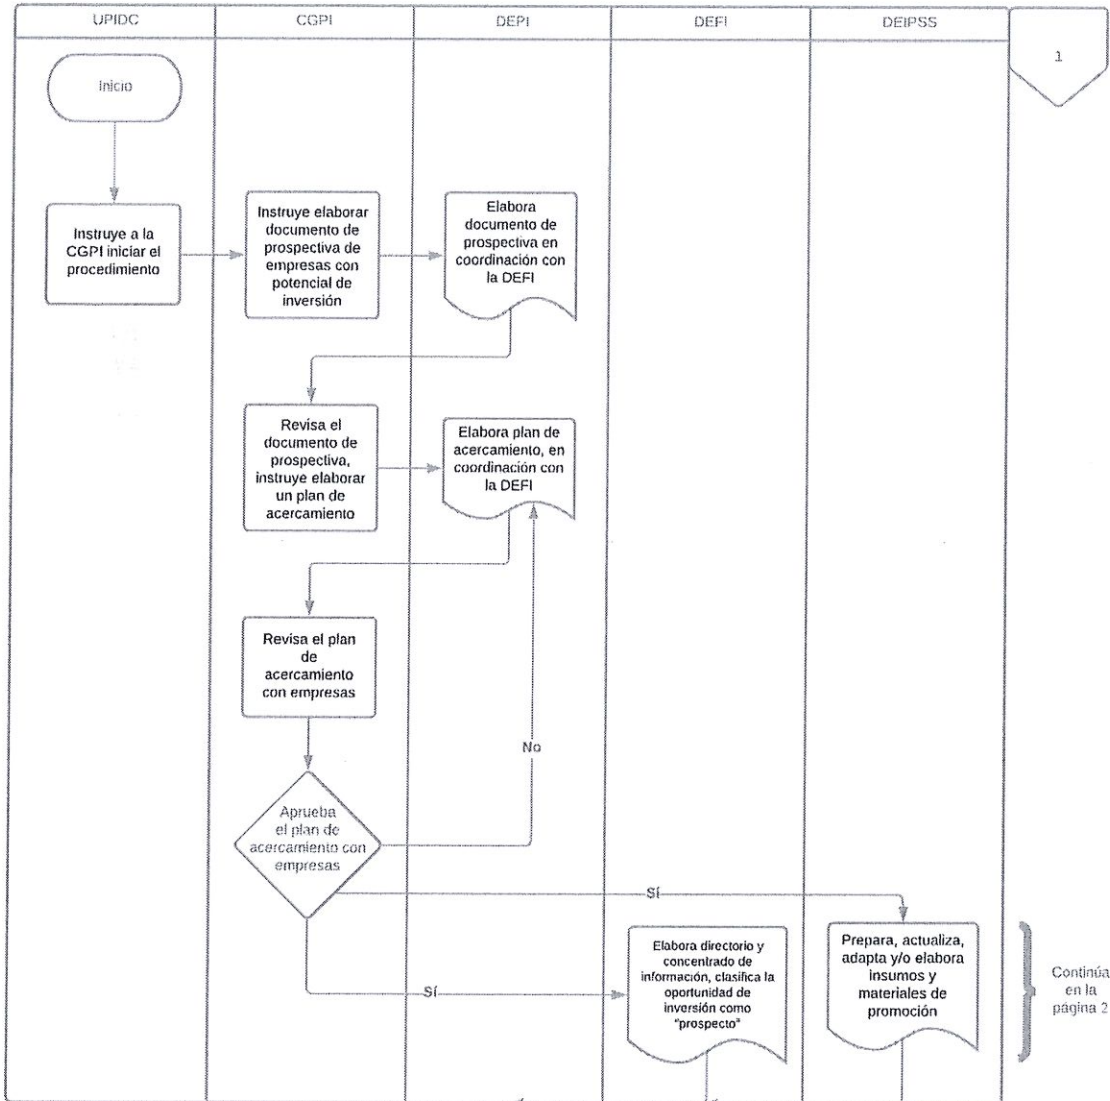 UPIDC
CGPI
DEPI
DEFI
DEIPSS
1
Inicio
Instruye a la
CGPI iniciar el
procedimiento
Instruye elaborar
documento de
prospectiva de
empresas con
potencial de
inversión
Elabora
documento de
prospectiva en
coordinación con
la DEFI
Revisa el
documento de
prospectiva,
instruye elaborar
un plan de
acercamiento
Elabora plan de
acercamiento, en
coordinación con
la DEFI
Revisa el plan
de
acercamiento
con empresas
No
Aprueba
el plan de
acercamiento con
empresas
Sí
Sí
Elabora directorio y
concentrado de
información, clasifica la
oportunidad de
inversión como
"prospecto"
Prepara, actualiza,
adapta y/o elabora
insumos y
materiales de
promoción
Continúa
en la
página 2